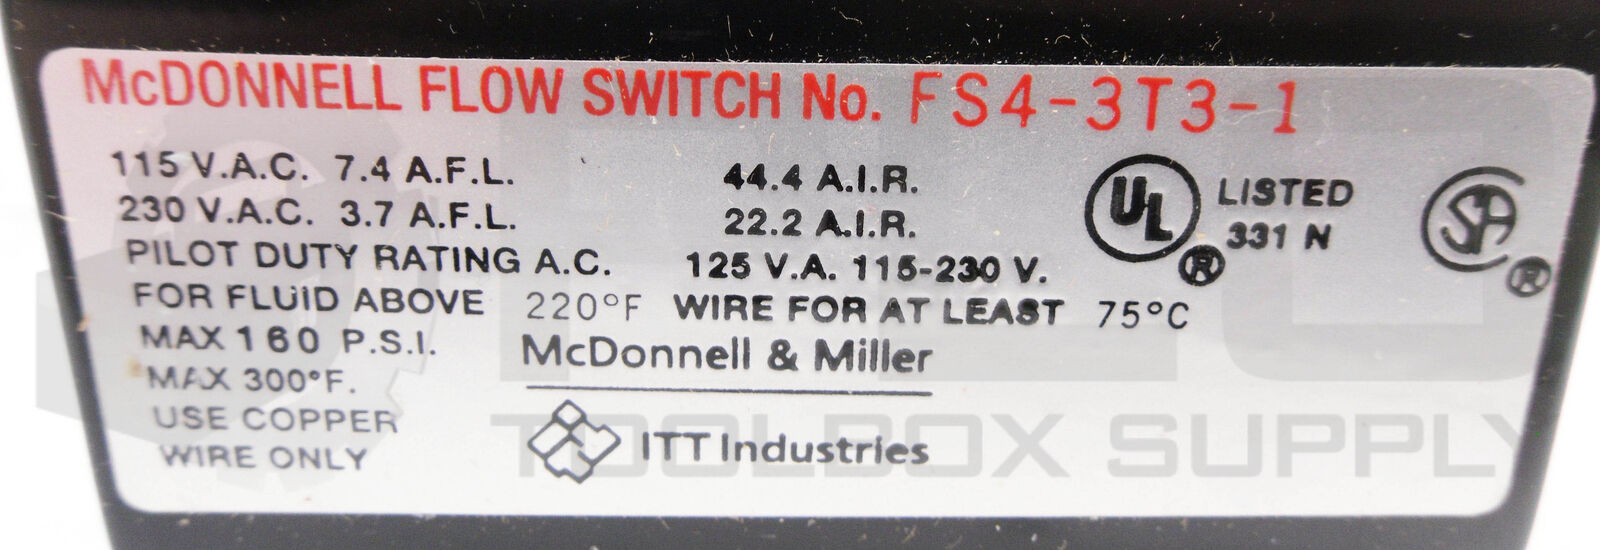 McDONNELL FLOW SWITCH No. FS4-3T3-1
115 V.A.C. 7.4 A.F.L. 44.4 A.I.R.
230 V.A.C. 3.7 A.F.L. 22.2 A.I.R.
UL ® LISTED
331 N
SA ®
PILOT DUTY RATING A.C. 125 V.A. 115-230 V.
FOR FLUID ABOVE 220°F WIRE FOR AT LEAST 75°C
MAX 160 P.S.I.
MAX 300°F.
USE COPPER
WIRE ONLY
McDonnell & Miller
ITT Industries
TOOLBOX SUPPLY